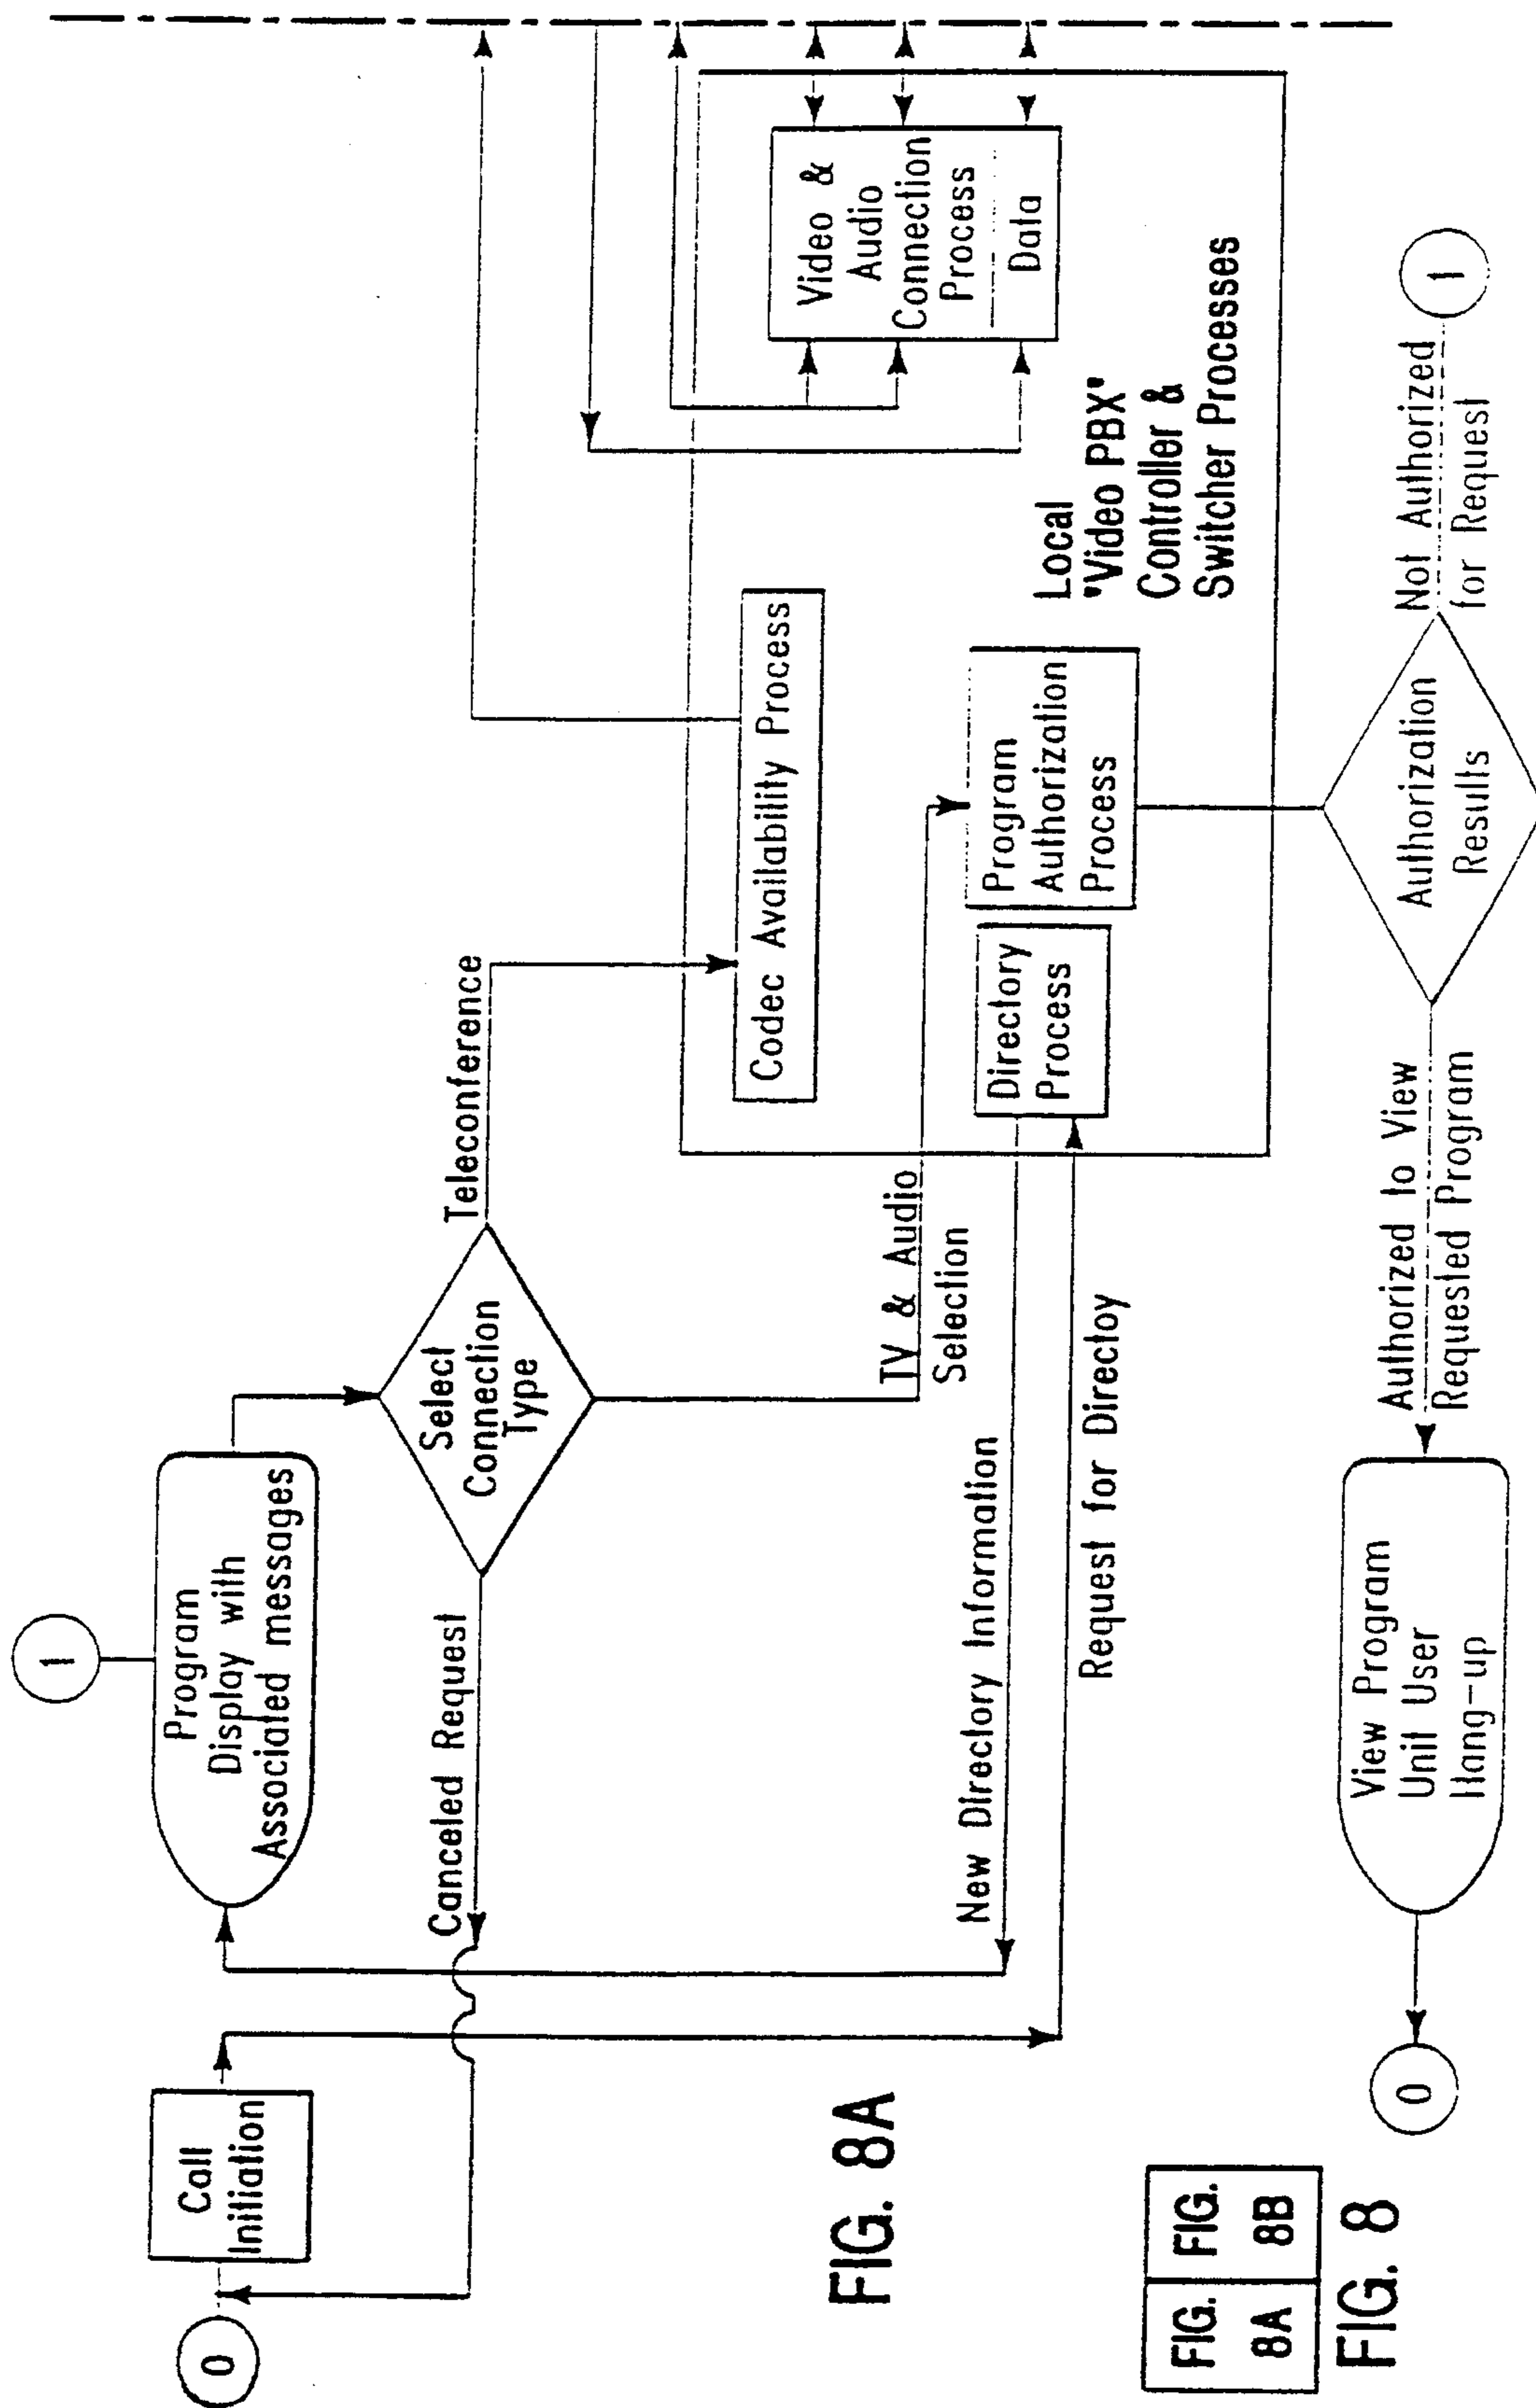 0
Call
Initiation
1
Program
Display with
Associated messages
Canceled Request
Select
Connection
Type
Teleconference
TV & Audio
Selection
New Directory Information
Request for Directoy
Codec Availability Process
Directory
Process
Program
Authorization
Process
Video &
Audio
Connection
Process
Data
Local
"Video PBX"
Controller &
Switcher Processes
FIG. 8A
0
View Program
Unit User
Hang-up
Authorized to View
Requested Program
Authorization
Results
Not Authorized
for Request
1
FIG.
8A
FIG.
8B
FIG. 8